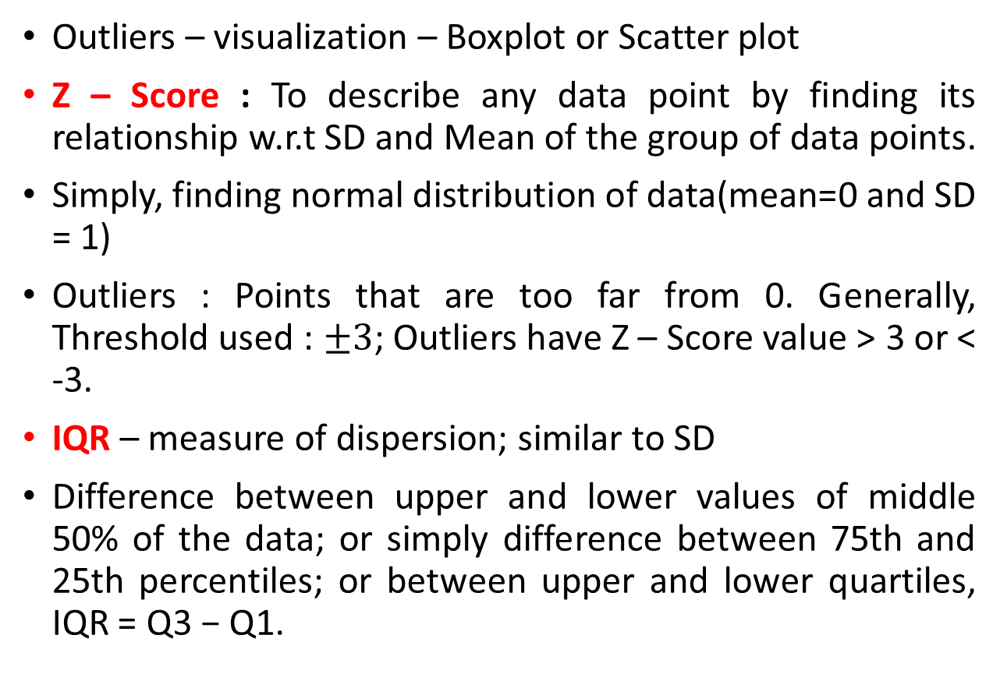 • Outliers – visualization – Boxplot or Scatter plot
• Z – Score : To describe any data point by finding its
relationship w.r.t SD and Mean of the group of data points.
• Simply, finding normal distribution of data(mean=0 and SD
= 1)
• Outliers : Points that are too far from 0. Generally,
Threshold used : ±3; Outliers have Z – Score value > 3 or <
-3.
• IQR – measure of dispersion; similar to SD
• Difference between upper and lower values of middle
50% of the data; or simply difference between 75th and
25th percentiles; or between upper and lower quartiles,
IQR = Q3 − Q1.